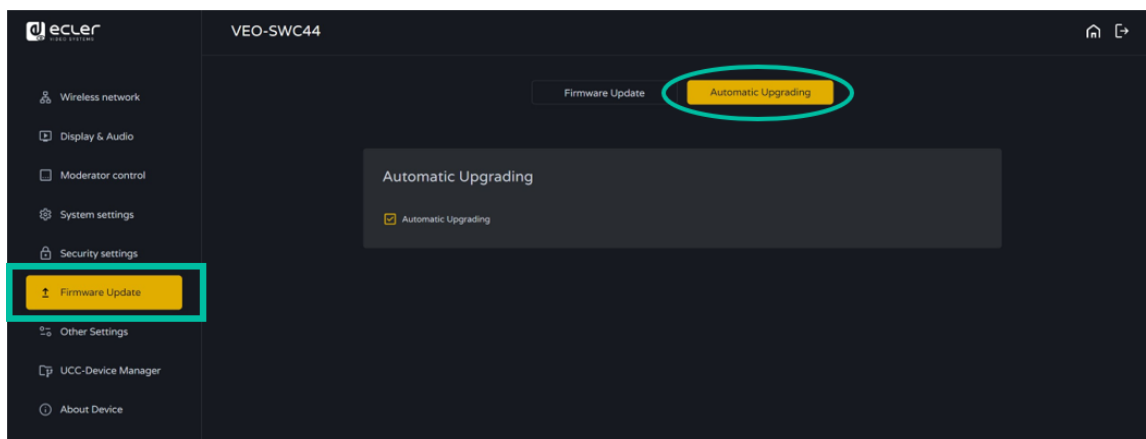 ecler
VIDEO SYSTEMS
VEO-SWC44
Wireless network
Display & Audio
Moderator control
System settings
Security settings
Firmware Update
Other Settings
UCC-Device Manager
About Device
Firmware Update
Automatic Upgrading
Automatic Upgrading
Automatic Upgrading